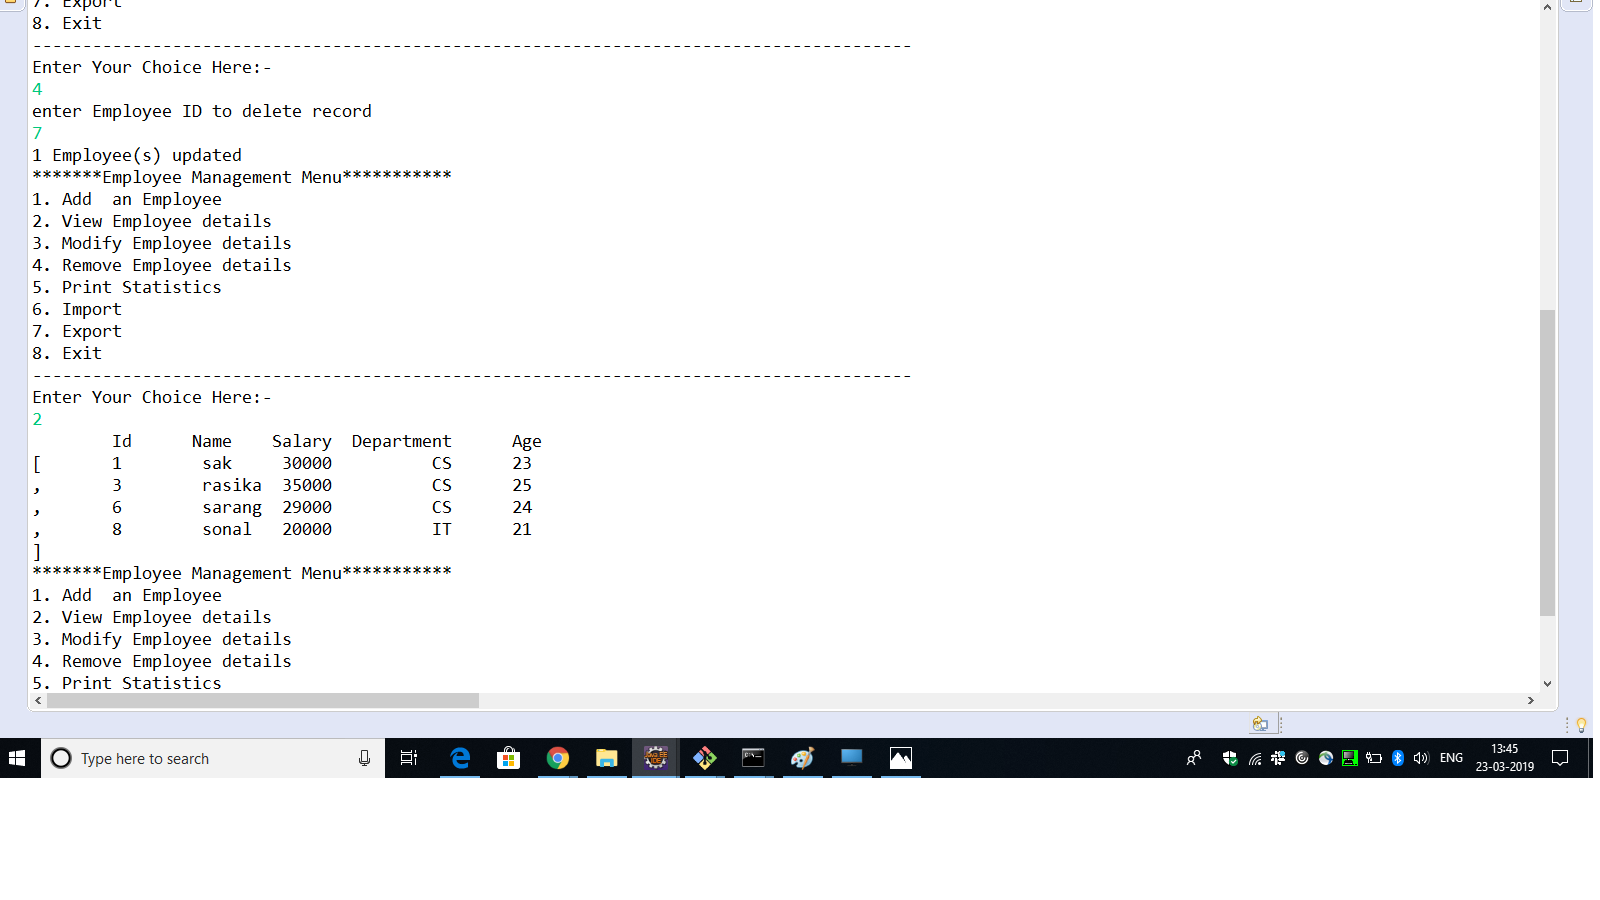 7. Export
8. Exit
----------------------------------------------------------------------------------------
Enter Your Choice Here:-
4
enter Employee ID to delete record
7
1 Employee(s) updated
*******Employee Management Menu***********
1. Add  an Employee
2. View Employee details
3. Modify Employee details
4. Remove Employee details
5. Print Statistics
6. Import
7. Export
8. Exit
----------------------------------------------------------------------------------------
Enter Your Choice Here:-
2
        Id      Name    Salary  Department      Age
[       1        sak     30000          CS      23
,       3        rasika  35000          CS      25
,       6        sarang  29000          CS      24
,       8        sonal   20000          IT      21
]
*******Employee Management Menu***********
1. Add  an Employee
2. View Employee details
3. Modify Employee details
4. Remove Employee details
5. Print Statistics
Type here to search
ENG
13:45
23-03-2019